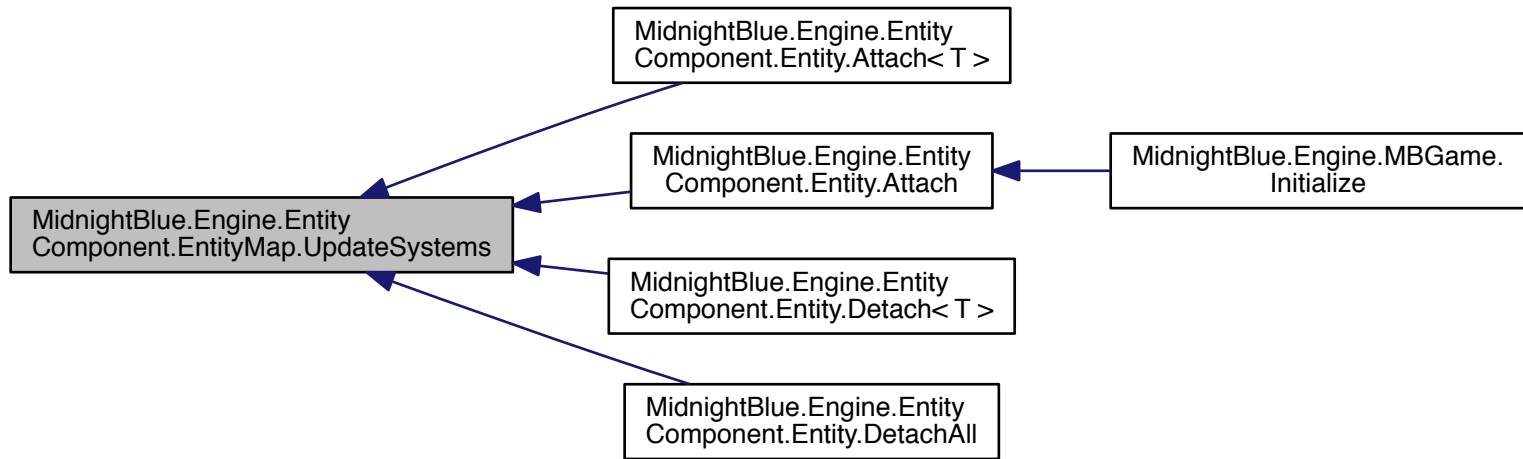 MidnightBlue.Engine.Entity
Component.Entity.Attach< T >
MidnightBlue.Engine.Entity
Component.Entity.Attach
MidnightBlue.Engine.MBGame.
Initialize
MidnightBlue.Engine.Entity
Component.EntityMap.UpdateSystems
MidnightBlue.Engine.Entity
Component.Entity.Detach< T >
MidnightBlue.Engine.Entity
Component.Entity.DetachAll